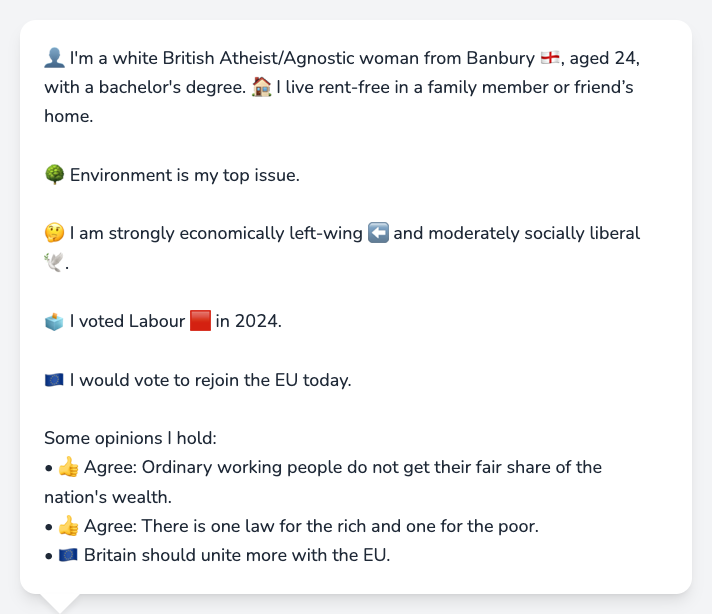 👤 I'm a white British Atheist/Agnostic woman from Banbury 🏴󠁧󠁢󠁥󠁮󠁧󠁿, aged 24,
with a bachelor's degree. 🏠 I live rent-free in a family member or friend’s
home.
🌳 Environment is my top issue.
🤔 I am strongly economically left-wing ⬅️ and moderately socially liberal
🕊️.
🗳️ I voted Labour 🟥 in 2024.
🇪🇺 I would vote to rejoin the EU today.
Some opinions I hold:
• 👍 Agree: Ordinary working people do not get their fair share of the
nation's wealth.
• 👍 Agree: There is one law for the rich and one for the poor.
• 🇪🇺 Britain should unite more with the EU.